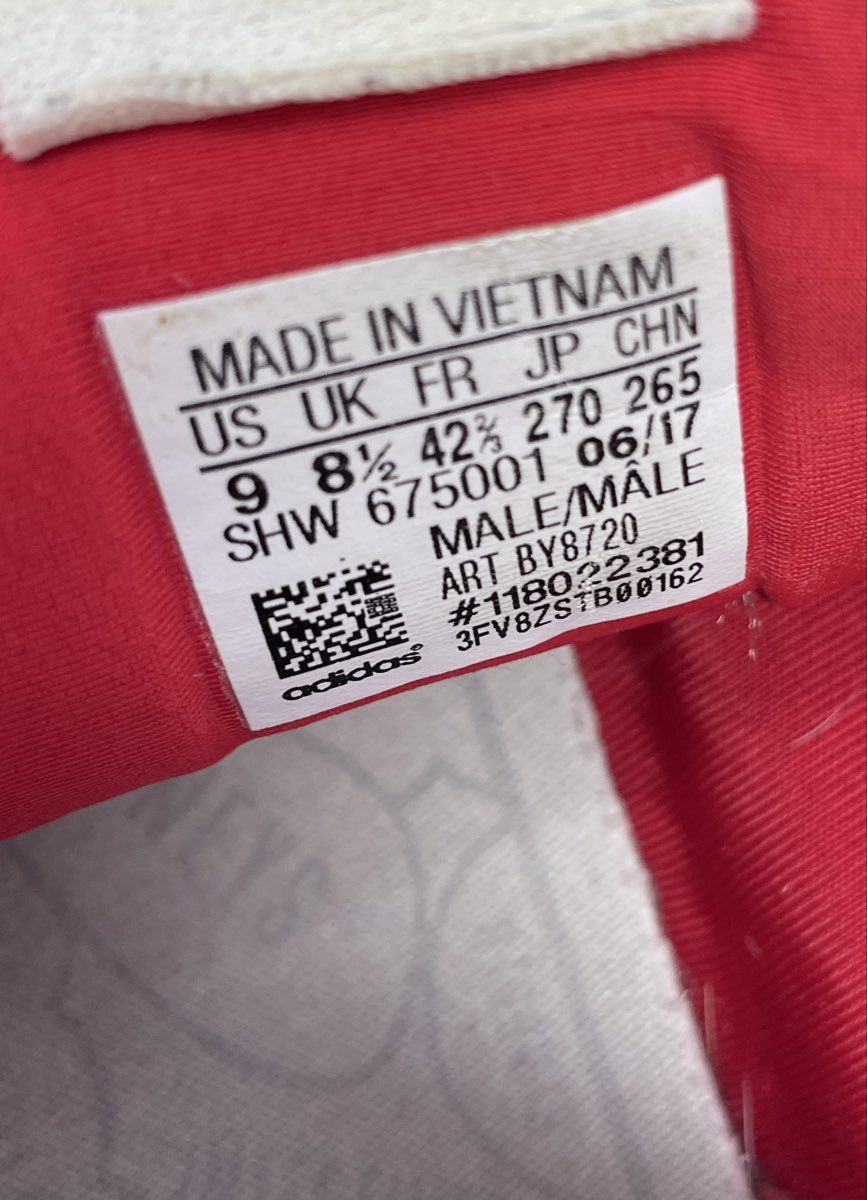 MADE IN VIETNAM
US UK FR JP CHN
9 8½ 42⅔ 270 265
SHW 675001 06/17
MALE/MÂLE
ART BY8720
#118022381
3FV8ZSTB00162
adidas®